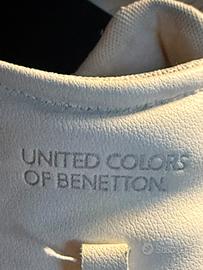 UNITED COLORS
OF BENETTON.